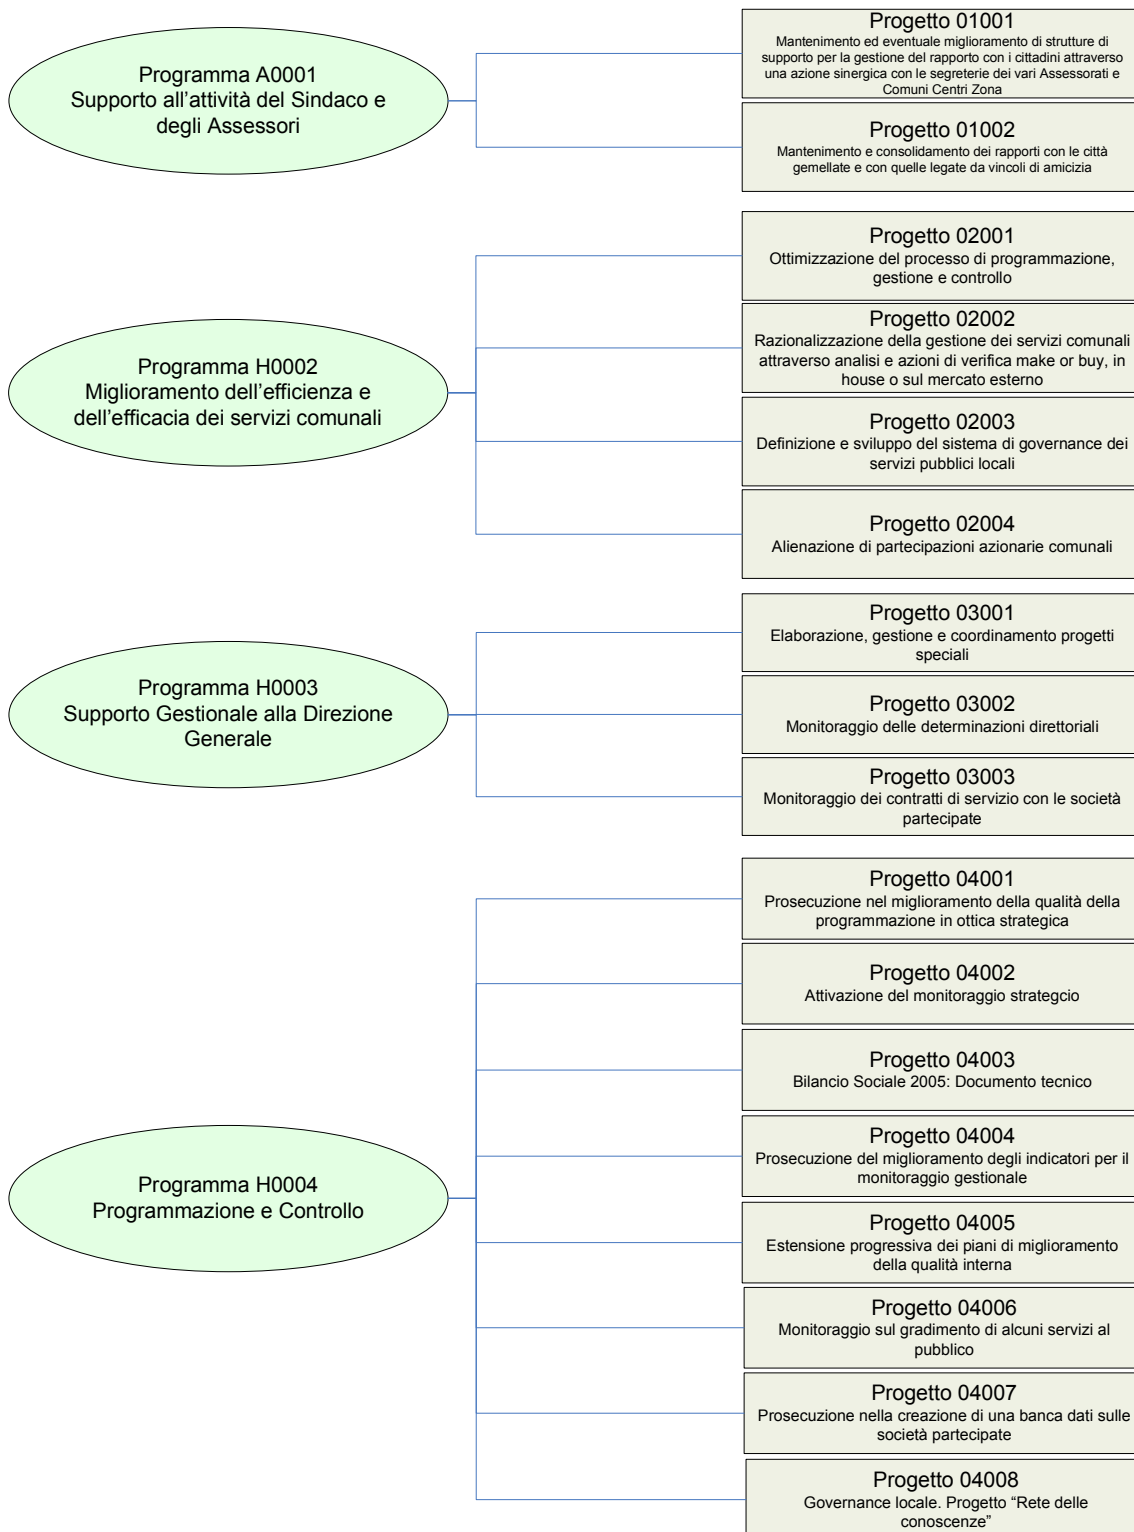 Programma A0001
Supporto all'attività del Sindaco e
degli Assessori
Progetto 01001
Mantenimento ed eventuale miglioramento di strutture di
supporto per la gestione del rapporto con i cittadini attraverso
una azione sinergica con le segreterie dei vari Assessorati e
Comuni Centri Zona
Progetto 01002
Mantenimento e consolidamento dei rapporti con le città
gemellate e con quelle legate da vincoli di amicizia
Programma H0002
Miglioramento dell'efficienza e
dell'efficacia dei servizi comunali
Progetto 02001
Ottimizzazione del processo di programmazione,
gestione e controllo
Progetto 02002
Razionalizzazione della gestione dei servizi comunali
attraverso analisi e azioni di verifica make or buy, in
house o sul mercato esterno
Progetto 02003
Definizione e sviluppo del sistema di governance dei
servizi pubblici locali
Progetto 02004
Alienazione di partecipazioni azionarie comunali
Programma H0003
Supporto Gestionale alla Direzione
Generale
Progetto 03001
Elaborazione, gestione e coordinamento progetti
speciali
Progetto 03002
Monitoraggio delle determinazioni direttoriali
Progetto 03003
Monitoraggio dei contratti di servizio con le società
partecipate
Programma H0004
Programmazione e Controllo
Progetto 04001
Prosecuzione nel miglioramento della qualità della
programmazione in ottica strategica
Progetto 04002
Attivazione del monitoraggio strategcio
Progetto 04003
Bilancio Sociale 2005: Documento tecnico
Progetto 04004
Prosecuzione del miglioramento degli indicatori per il
monitoraggio gestionale
Progetto 04005
Estensione progressiva dei piani di miglioramento
della qualità interna
Progetto 04006
Monitoraggio sul gradimento di alcuni servizi al
pubblico
Progetto 04007
Prosecuzione nella creazione di una banca dati sulle
società partecipate
Progetto 04008
Governance locale. Progetto “Rete delle
conoscenze”